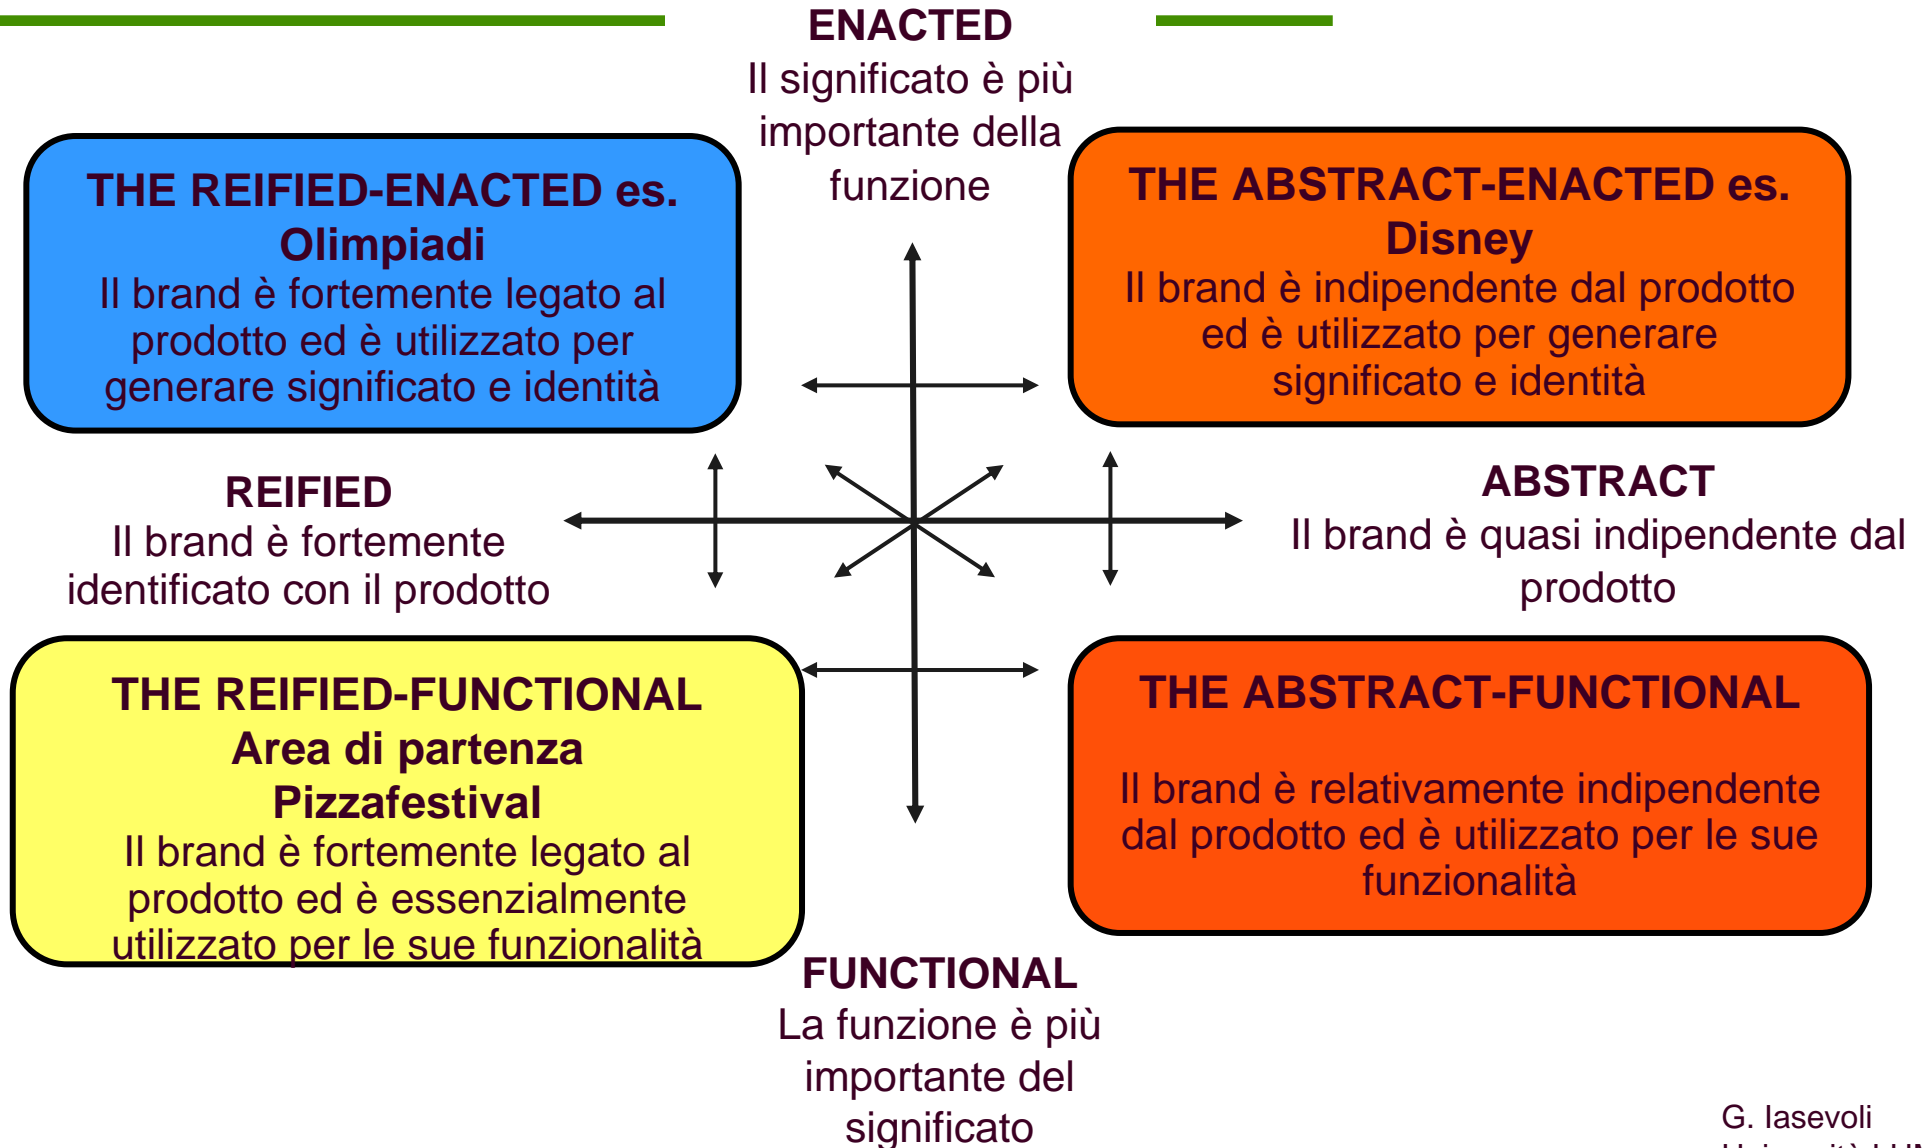 ENACTED
Il significato è più
importante della
funzione
THE REIFIED-ENACTED es.
Olimpiadi
Il brand è fortemente legato al
prodotto ed è utilizzato per
generare significato e identità
THE ABSTRACT-ENACTED es.
Disney
Il brand è indipendente dal prodotto
ed è utilizzato per generare
significato e identità
REIFIED
Il brand è fortemente
identificato con il prodotto
ABSTRACT
Il brand è quasi indipendente dal
prodotto
THE REIFIED-FUNCTIONAL
Area di partenza
Pizzafestival
Il brand è fortemente legato al
prodotto ed è essenzialmente
utilizzato per le sue funzionalità
THE ABSTRACT-FUNCTIONAL
Il brand è relativamente indipendente
dal prodotto ed è utilizzato per le sue
funzionalità
FUNCTIONAL
La funzione è più
importante del
significato
G. Iasevoli